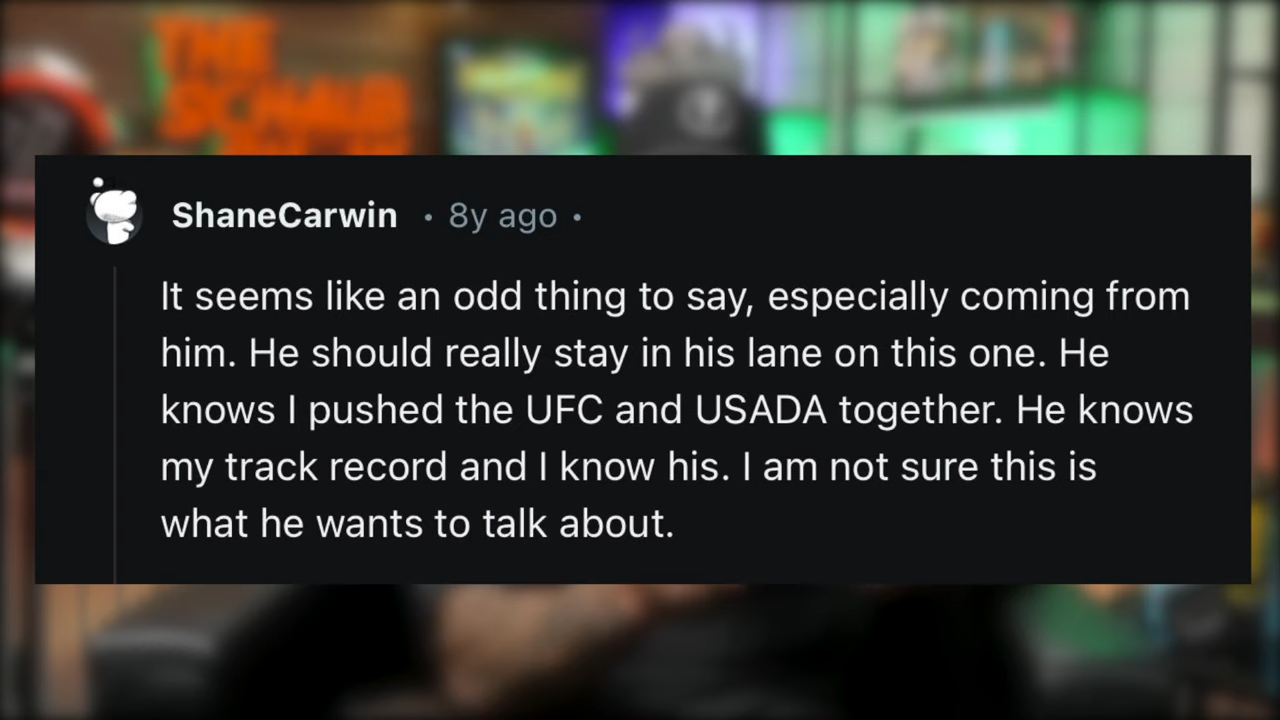 THE
SCHAUB
ShaneCarwin • 8y ago •
It seems like an odd thing to say, especially coming from
him. He should really stay in his lane on this one. He
knows I pushed the UFC and USADA together. He knows
my track record and I know his. I am not sure this is
what he wants to talk about.